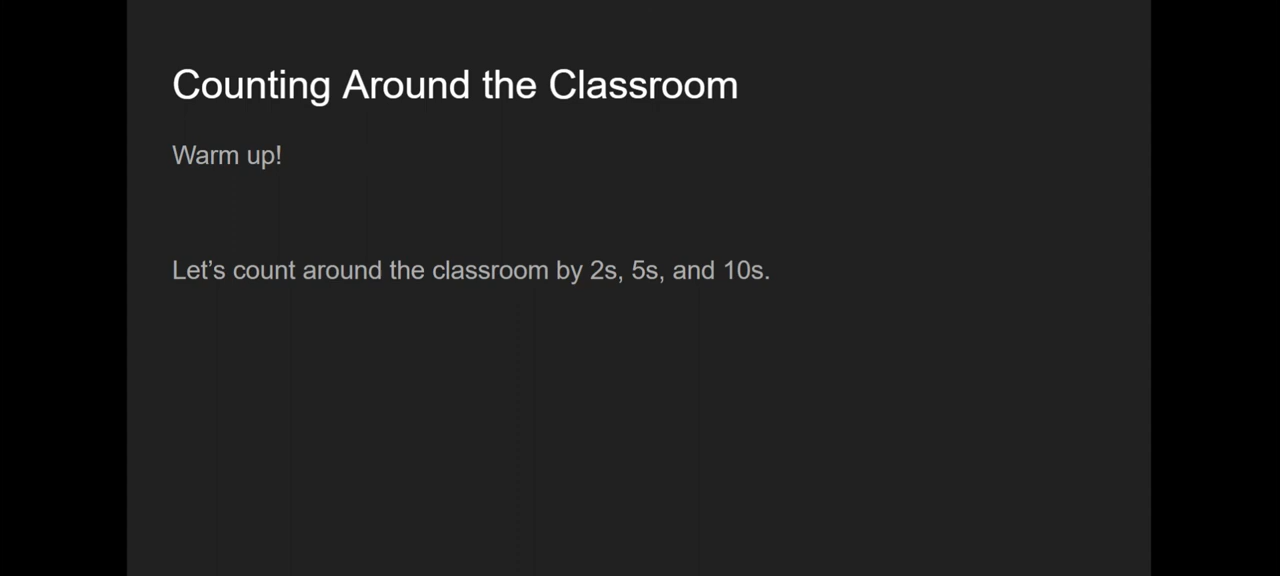 Counting Around the Classroom
Warm up!
Let’s count around the classroom by 2s, 5s, and 10s.